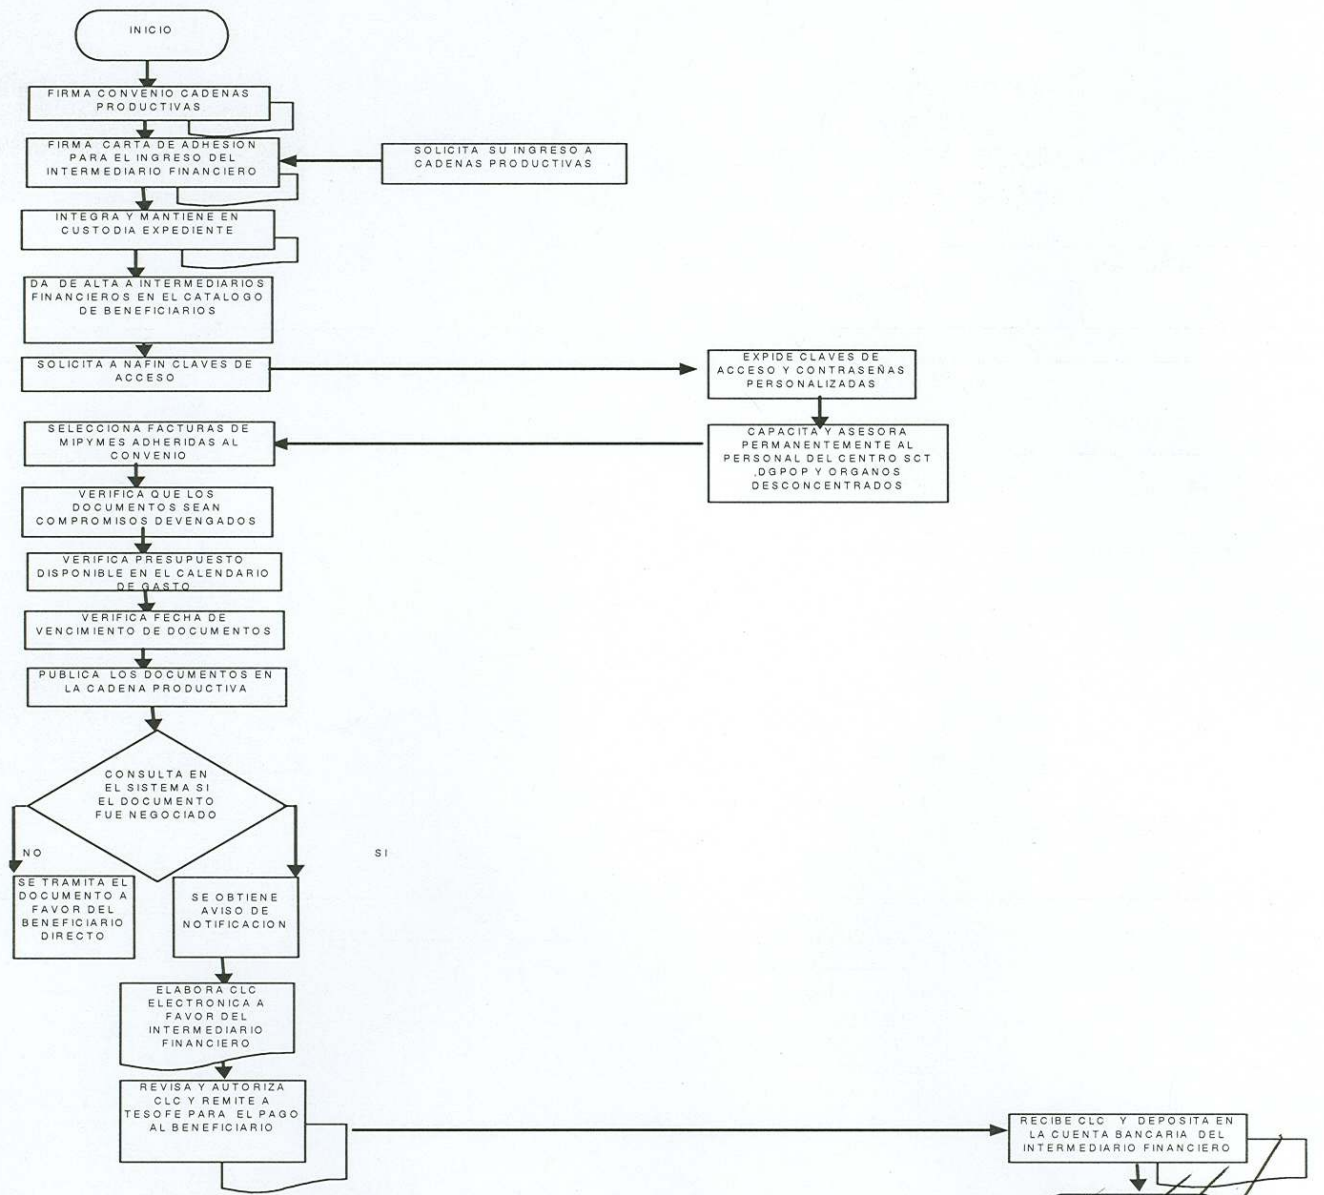 INICIO
FIRMA CONVENIO CADENAS
PRODUCTIVAS
FIRMA CARTA DE ADHESION
PARA EL INGRESO DEL
INTERMEDIARIO FINANCIERO
SOLICITA SU INGRESO A
CADENAS PRODUCTIVAS
INTEGRA Y MANTIENE EN
CUSTODIA EXPEDIENTE
DA DE ALTA A INTERMEDIARIOS
FINANCIEROS EN EL CATALOGO
DE BENEFICIARIOS
SOLICITA A NAFIN CLAVES DE
ACCESO
EXPIDE CLAVES DE
ACCESO Y CONTRASEÑAS
PERSONALIZADAS
CAPACITA Y ASESORA
PERMANENTEMENTE AL
PERSONAL DEL CENTRO SCT
,DGPOP Y ORGANOS
DESCONCENTRADOS
SELECCIONA FACTURAS DE
MIPYMES ADHERIDAS AL
CONVENIO
VERIFICA QUE LOS
DOCUMENTOS SEAN
COMPROMISOS DEVENGADOS
VERIFICA PRESUPUESTO
DISPONIBLE EN EL CALENDARIO
DE GASTO
VERIFICA FECHA DE
VENCIMIENTO DE DOCUMENTOS
PUBLICA LOS DOCUMENTOS EN
LA CADENA PRODUCTIVA
CONSULTA EN
EL SISTEMA SI
EL DOCUMENTO
FUE NEGOCIADO
NO
SI
SE TRAMITA EL
DOCUMENTO A
FAVOR DEL
BENEFICIARIO
DIRECTO
SE OBTIENE
AVISO DE
NOTIFICACION
ELABORA CLC
ELECTRONICA A
FAVOR DEL
INTERMEDIARIO
FINANCIERO
REVISA Y AUTORIZA
CLC Y REMITE A
TESOFE PARA EL PAGO
AL BENEFICIARIO
RECIBE CLC Y DEPOSITA EN
LA CUENTA BANCARIA DEL
INTERMEDIARIO FINANCIERO